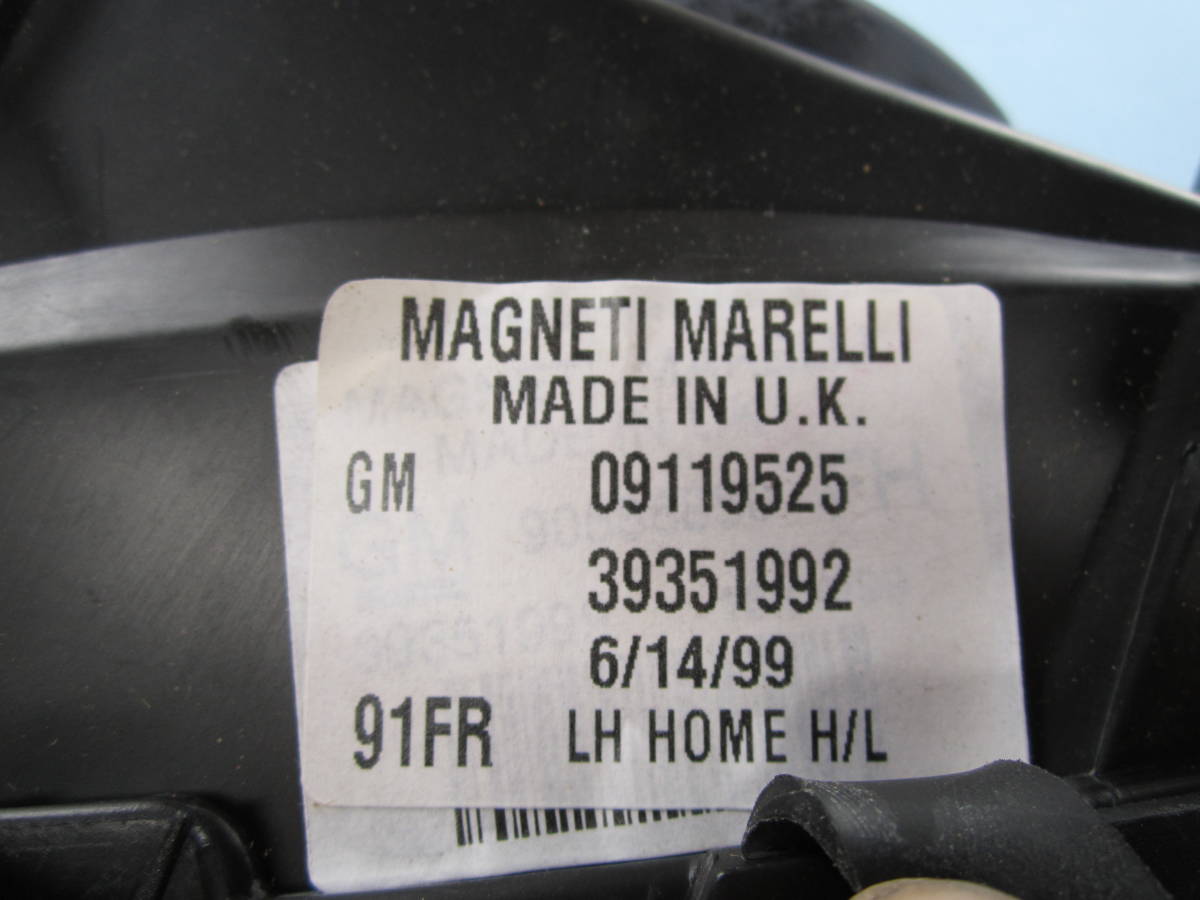 MAGNETI MARELLI
MADE IN U.K.
GM 09119525
39351992
6/14/99
91FR LH HOME H/L